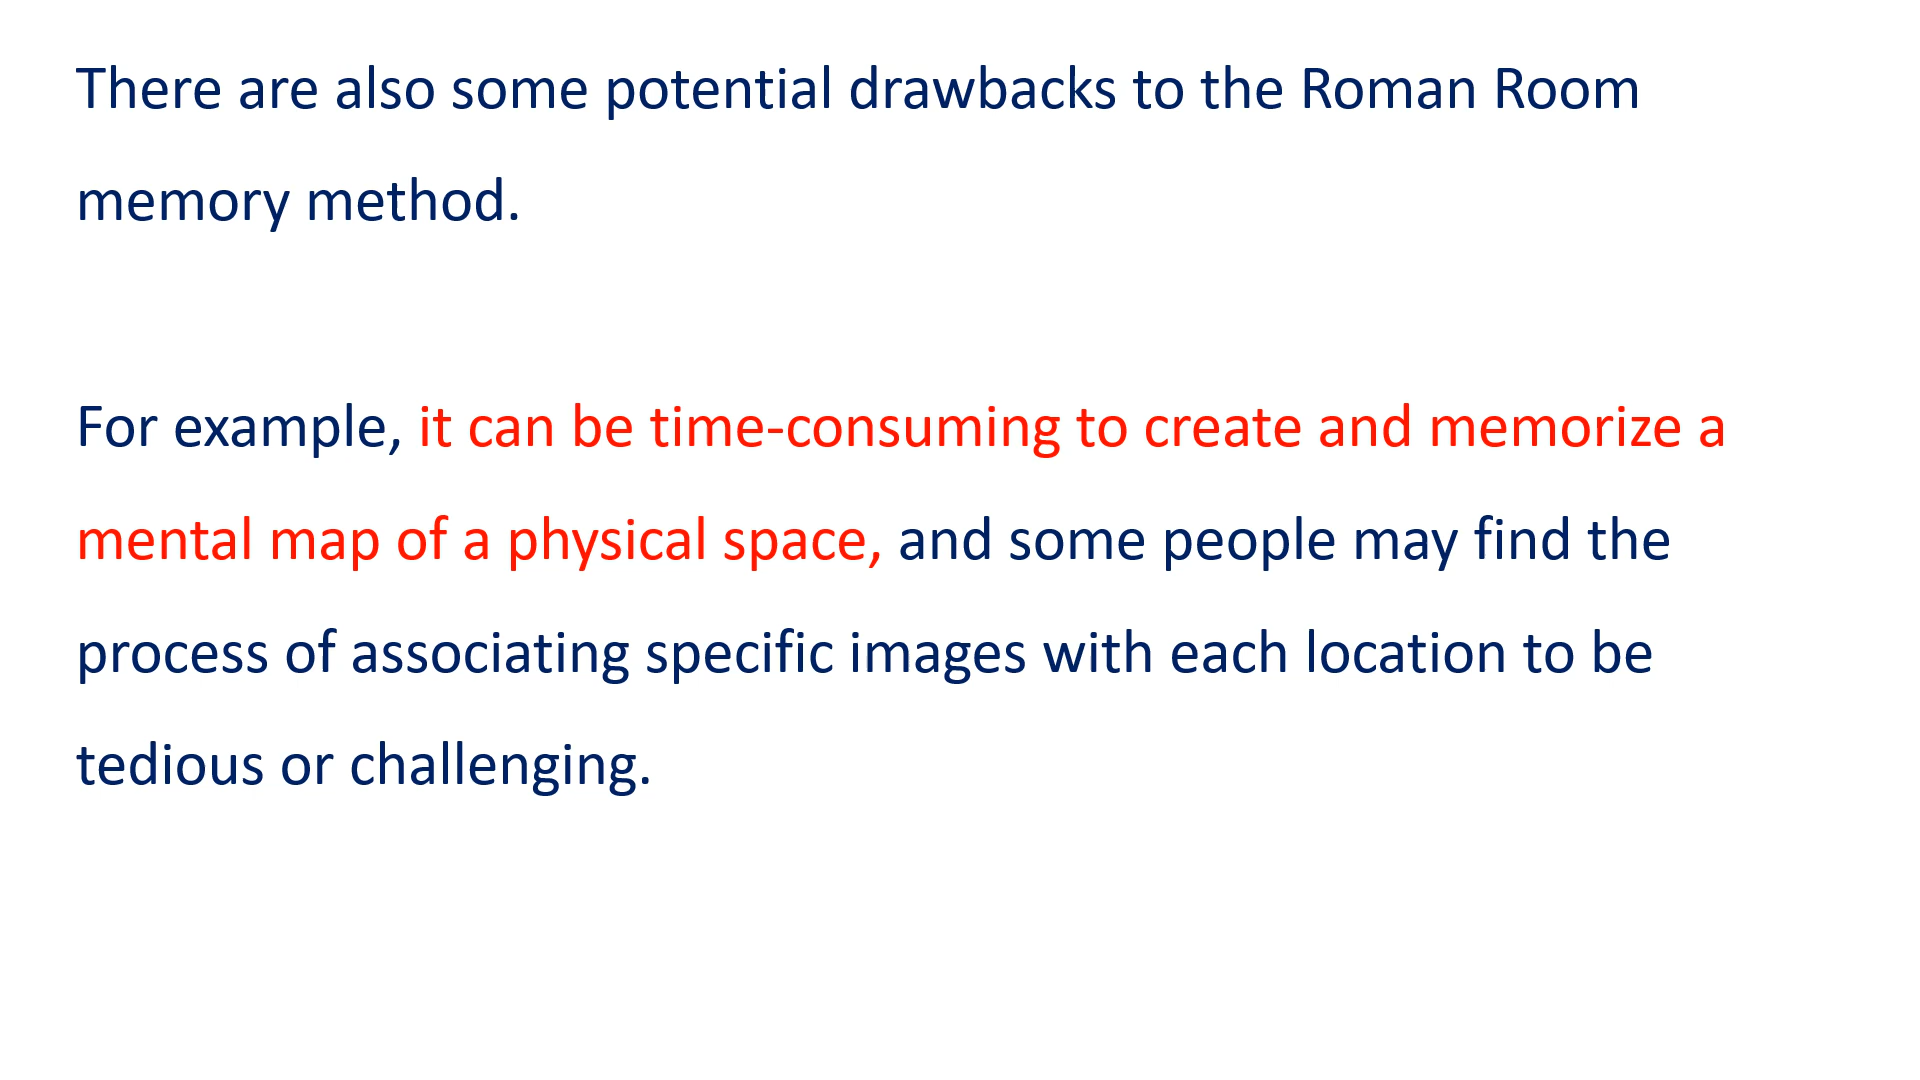 There are also some potential drawbacks to the Roman Room
memory method.
For example, it can be time-consuming to create and memorize a
mental map of a physical space, and some people may find the
process of associating specific images with each location to be
tedious or challenging.